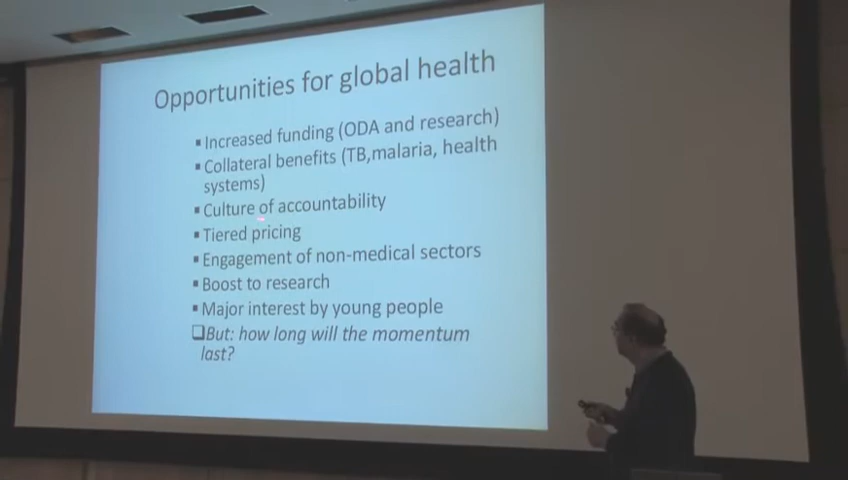 Opportunities for global health
▪ Increased funding (ODA and research)
▪ Collateral benefits (TB,malaria, health
systems)
▪ Culture of accountability
▪ Tiered pricing
▪ Engagement of non-medical sectors
▪ Boost to research
▪ Major interest by young people
❑But: how long will the momentum
last?